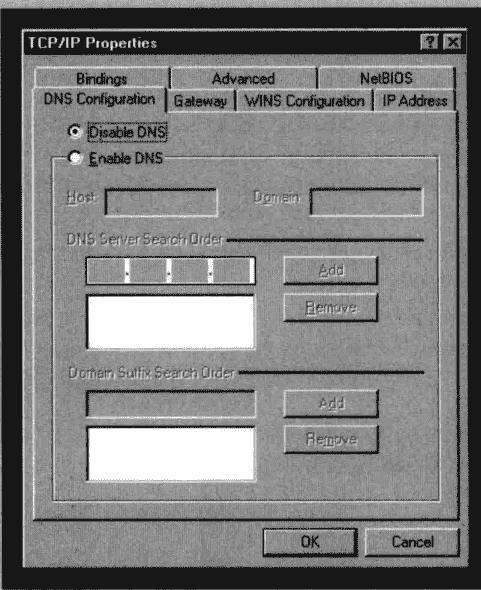 TCP/IP Properties
Bindings Advanced NetBIOS
DNS Configuration Gateway WINS Configuration IP Address
Disable DNS
Enable DNS
Host: Domain:
DNS Server Search Order
. . .
Add
Remove
Domain Suffix Search Order
Add
Remove
OK Cancel